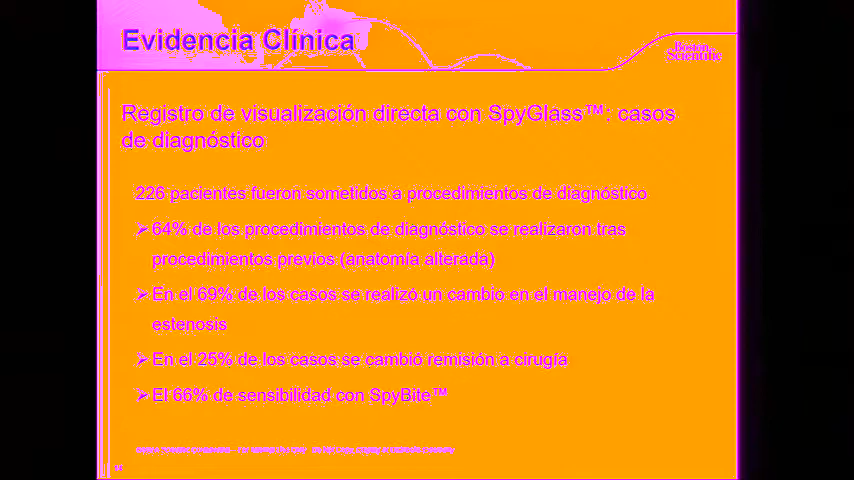 Evidencia Clínica
Boston
Scientific
Registro de visualización directa con SpyGlass™: casos
de diagnóstico
226 pacientes fueron sometidos a procedimientos de diagnóstico
➢64% de los procedimientos de diagnóstico se realizaron tras
procedimientos previos (anatomía alterada)
➢En el 69% de los casos se realizó un cambio en el manejo de la
estenosis
➢En el 25% de los casos se cambió remisión a cirugía
➢El 66% de sensibilidad con SpyBite™
14